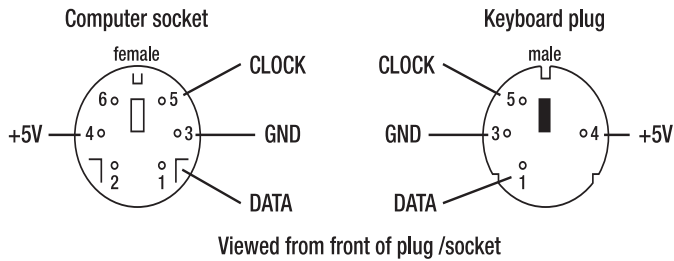 Computer socket
Keyboard plug
female
male
CLOCK
CLOCK
6 5
5
+5V 4 3 GND
GND 3 4 +5V
2 1
1
DATA
DATA
Viewed from front of plug /socket